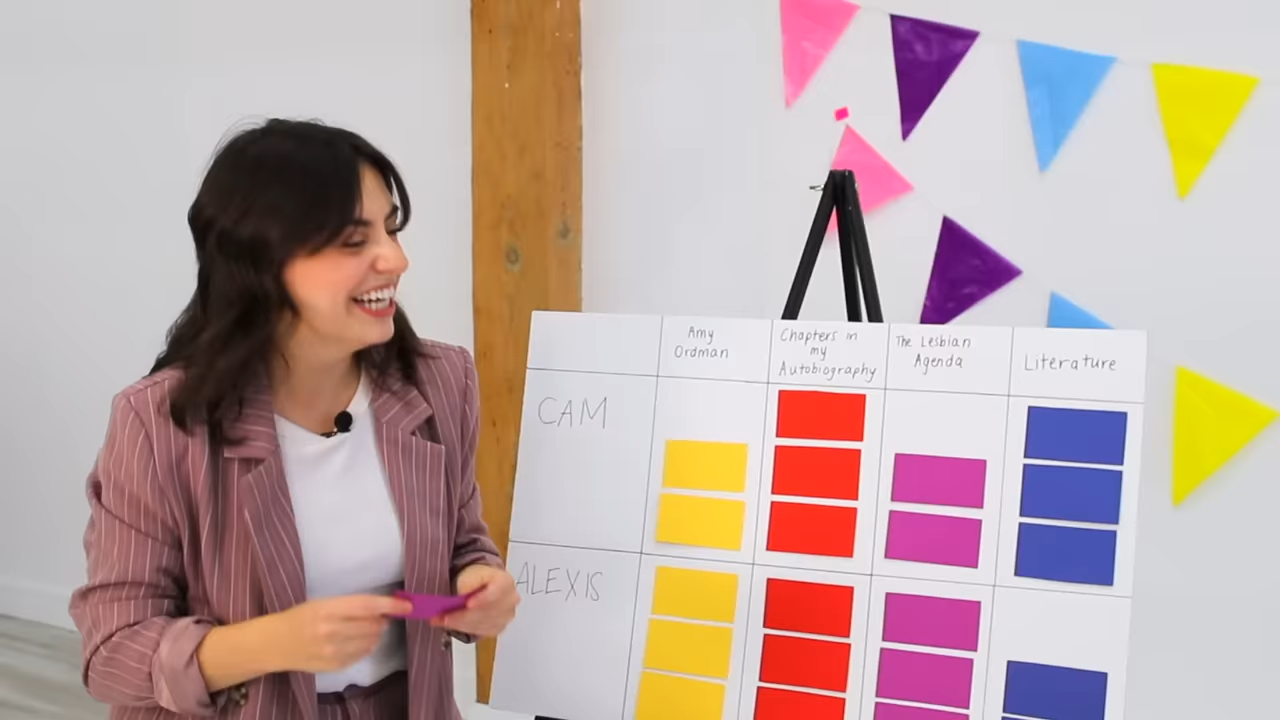 Amy
Ordman
Chapters in
my
Autobiography
The Lesbian
Agenda
Literature
CAM
ALEXIS